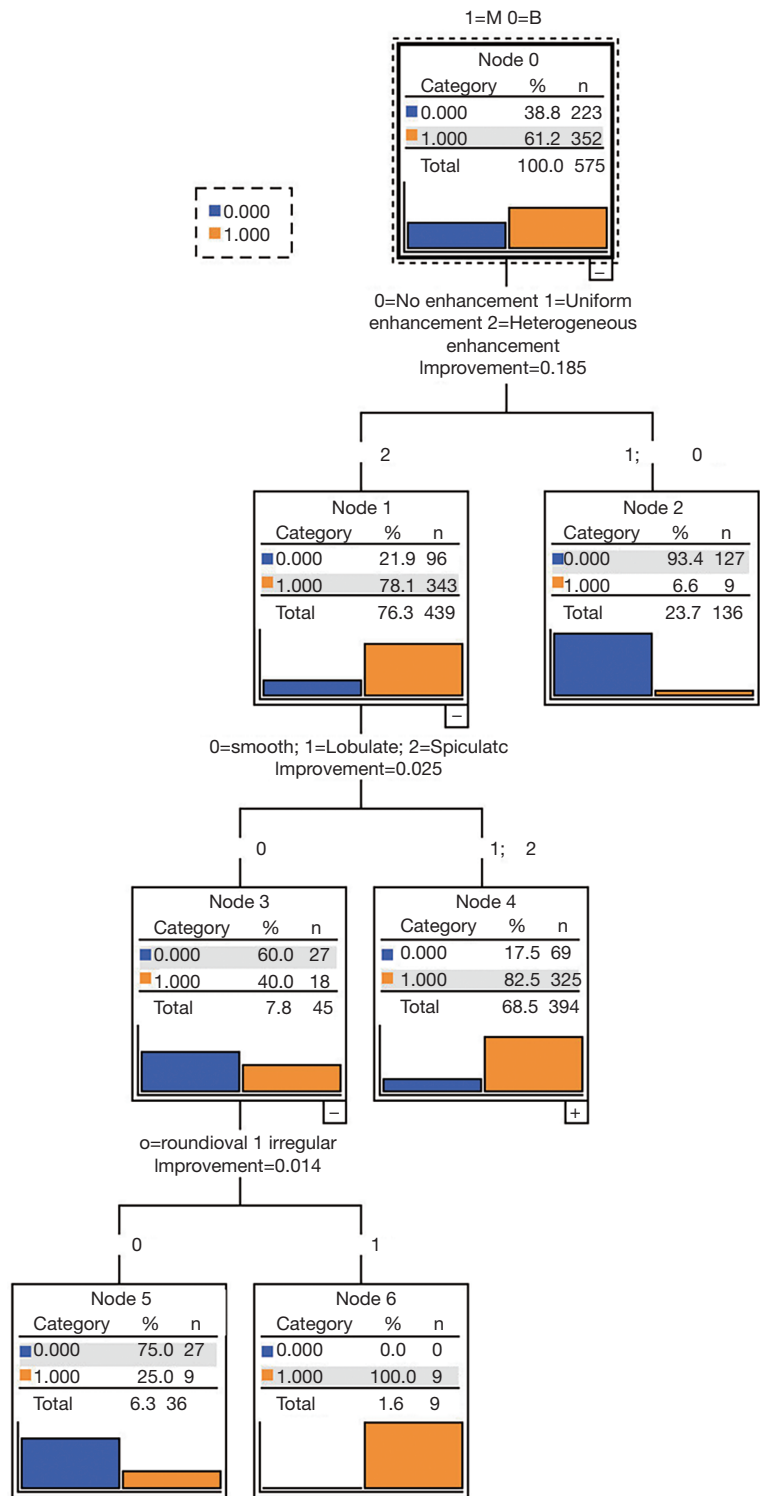 1=M 0=B
Node 0
Category % n
0.000 38.8 223
1.000 61.2 352
Total 100.0 575
−
0.000
1.000
0=No enhancement 1=Uniform
enhancement 2=Heterogeneous
enhancement
Improvement=0.185
2
1; 0
Node 1
Category % n
0.000 21.9 96
1.000 78.1 343
Total 76.3 439
−
Node 2
Category % n
0.000 93.4 127
1.000 6.6 9
Total 23.7 136
0=smooth; 1=Lobulate; 2=Spiculatc
Improvement=0.025
0
1; 2
Node 3
Category % n
0.000 60.0 27
1.000 40.0 18
Total 7.8 45
−
Node 4
Category % n
0.000 17.5 69
1.000 82.5 325
Total 68.5 394
+
o=roundioval 1 irregular
Improvement=0.014
0
1
Node 5
Category % n
0.000 75.0 27
1.000 25.0 9
Total 6.3 36
Node 6
Category % n
0.000 0.0 0
1.000 100.0 9
Total 1.6 9